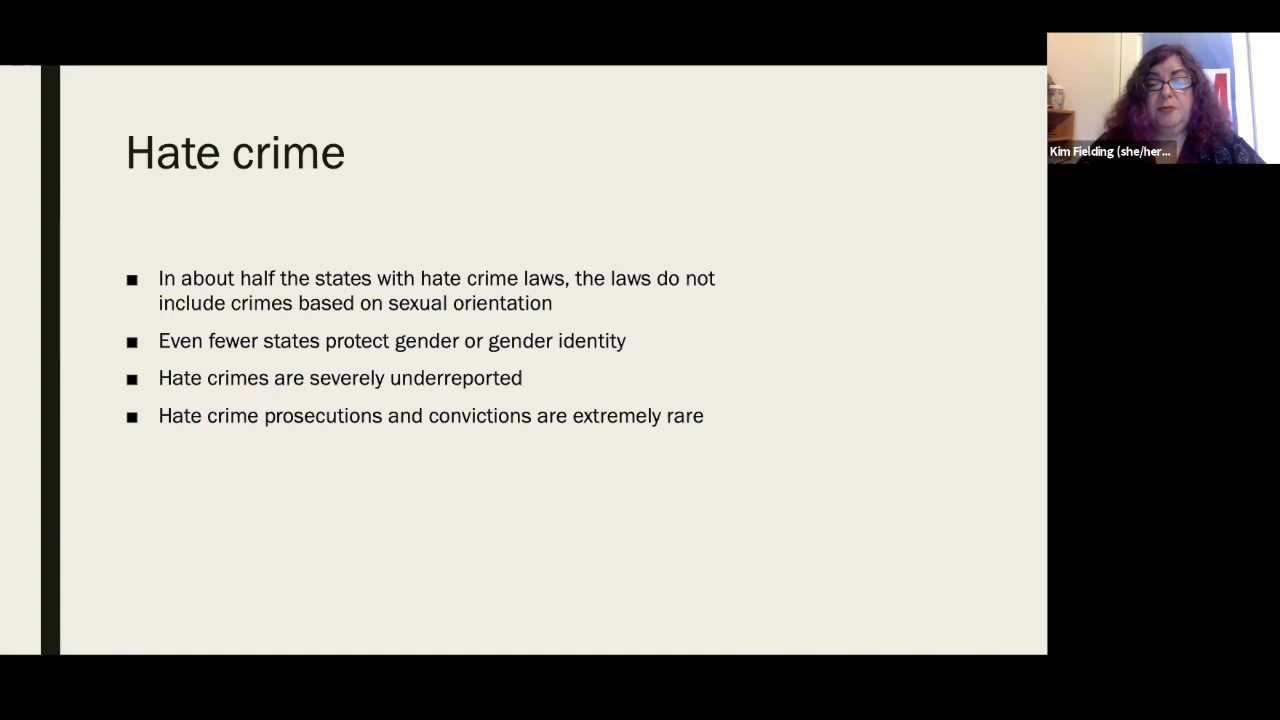 Hate crime
■ In about half the states with hate crime laws, the laws do not
include crimes based on sexual orientation
■ Even fewer states protect gender or gender identity
■ Hate crimes are severely underreported
■ Hate crime prosecutions and convictions are extremely rare
Kim Fielding (she/her...